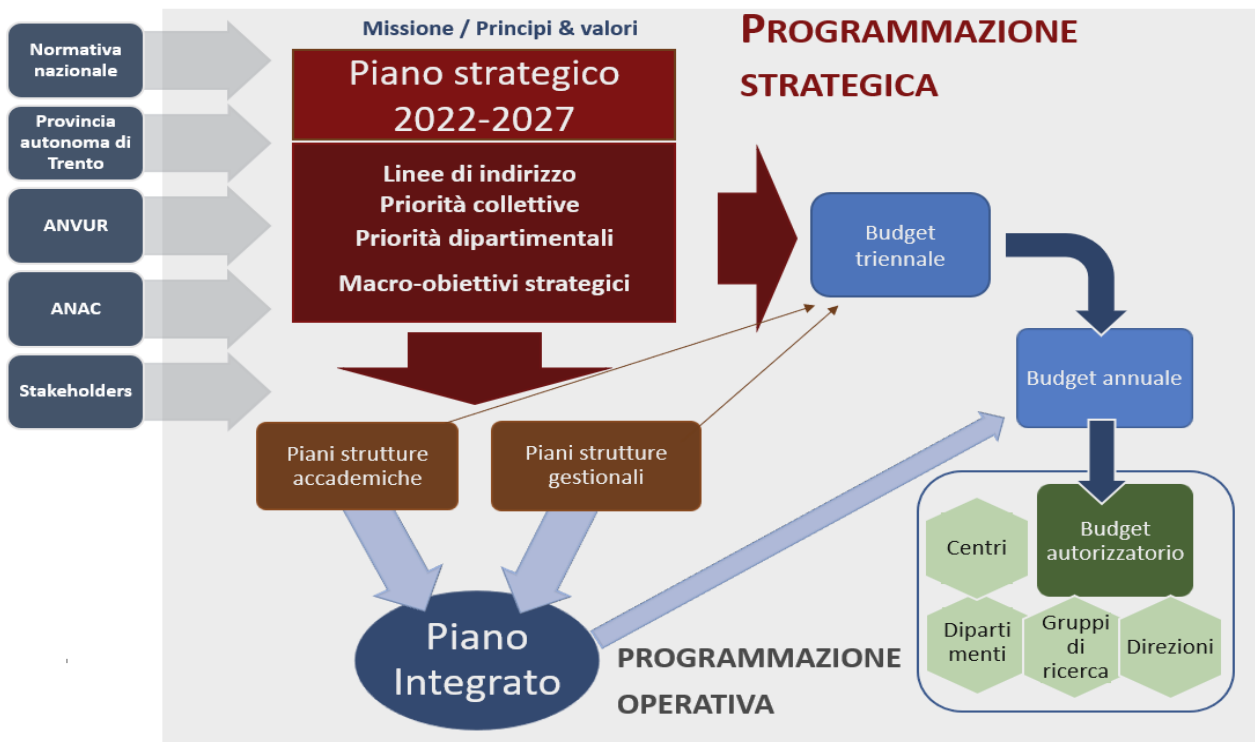 Normativa
nazionale
Provincia
autonoma di
Trento
ANVUR
ANAC
Stakeholders
Missione / Principi & valori
Piano strategico
2022-2027
Linee di indirizzo
Priorità collettive
Priorità dipartimentali
Macro-obiettivi strategici
PROGRAMMAZIONE
STRATEGICA
Budget
triennale
Budget annuale
Piani strutture
accademiche
Piani strutture
gestionali
Piano
Integrato
PROGRAMMAZIONE
OPERATIVA
Budget
autorizzatorio
Centri
Diparti
menti
Gruppi
di
ricerca
Direzioni